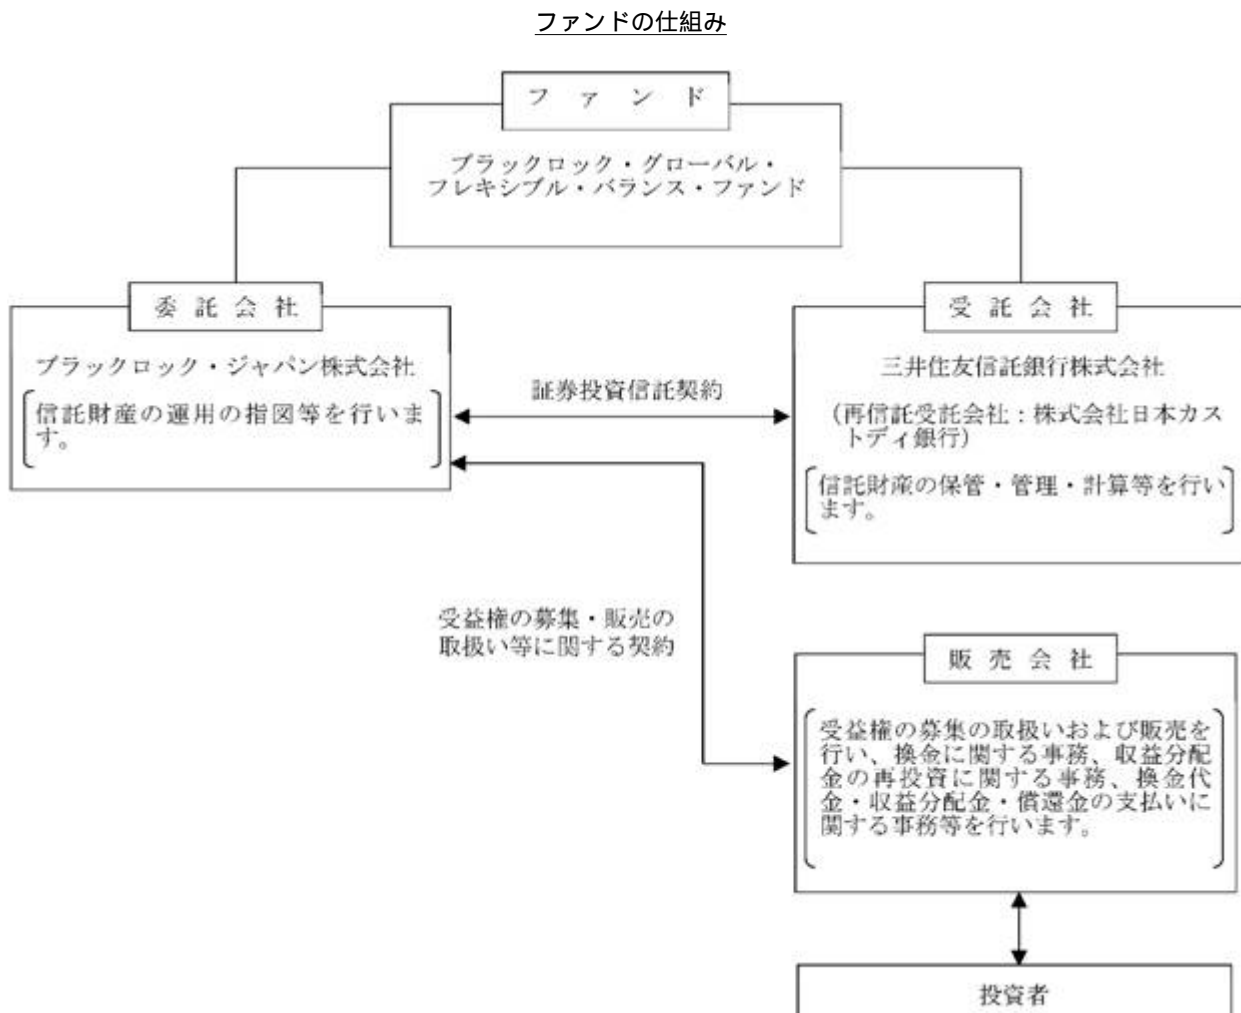 ファンドの仕組み
ファンド
ブラックロック・グローバル・
フレキシブル・バランス・ファンド
委託会社
ブラックロック・ジャパン株式会社
信託財産の運用の指図等を行いま
す。
証券投資信託契約
受託会社
三井住友信託銀行株式会社
（再信託受託会社：株式会社日本カス
トディ銀行）
信託財産の保管・管理・計算等を行い
ます。
受益権の募集・販売の
取扱い等に関する契約
販売会社
受益権の募集の取扱いおよび販売を
行い、換金に関する事務、収益分配
金の再投資に関する事務、換金代
金・収益分配金・償還金の支払いに
関する事務等を行います。
投資者